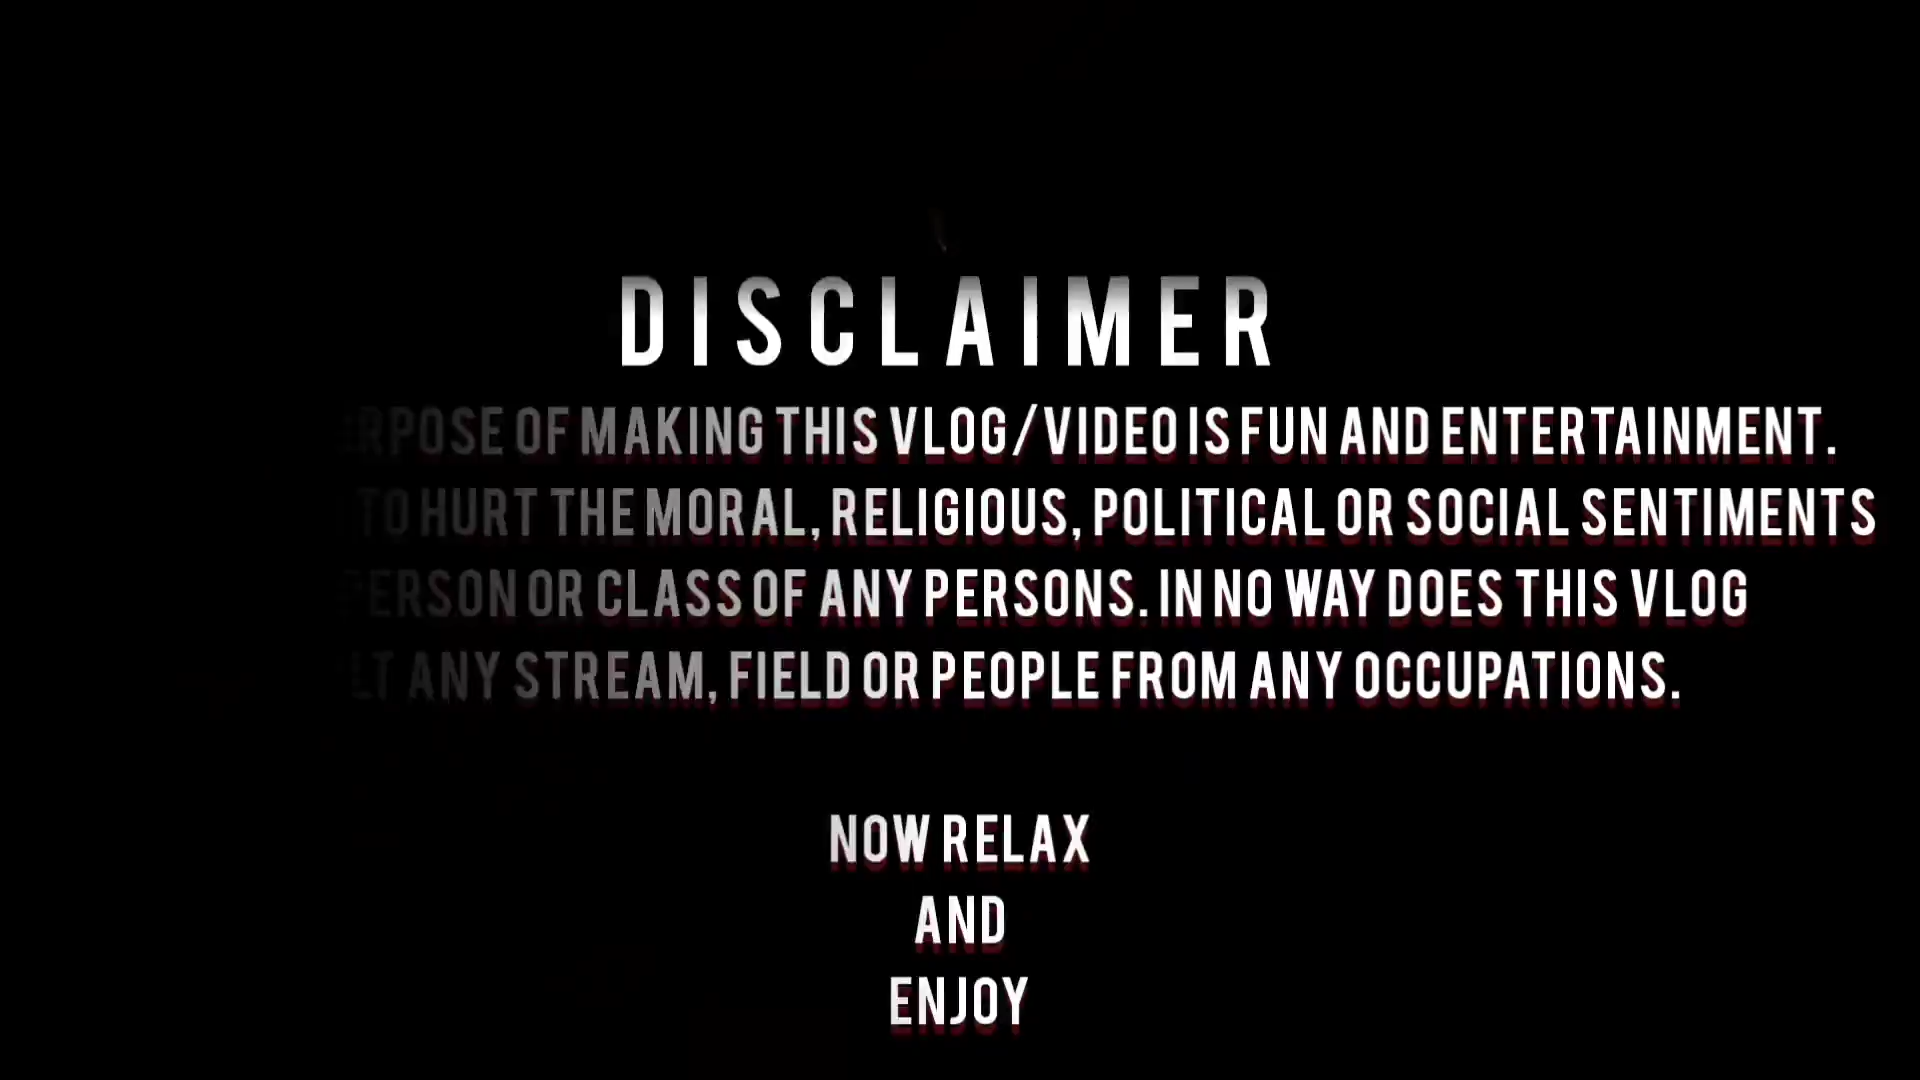 DISCLAIMER
OF MAKING THIS VLOG/VIDEO IS FUN AND ENTERTAINMENT.
TO HURT THE MORAL, RELIGIOUS, POLITICAL OR SOCIAL SENTIMENTS
PERSON OR CLASS OF ANY PERSONS. IN NO WAY DOES THIS VLOG
ANY STREAM, FIELD OR PEOPLE FROM ANY OCCUPATIONS.
NOW RELAX
AND
ENJOY